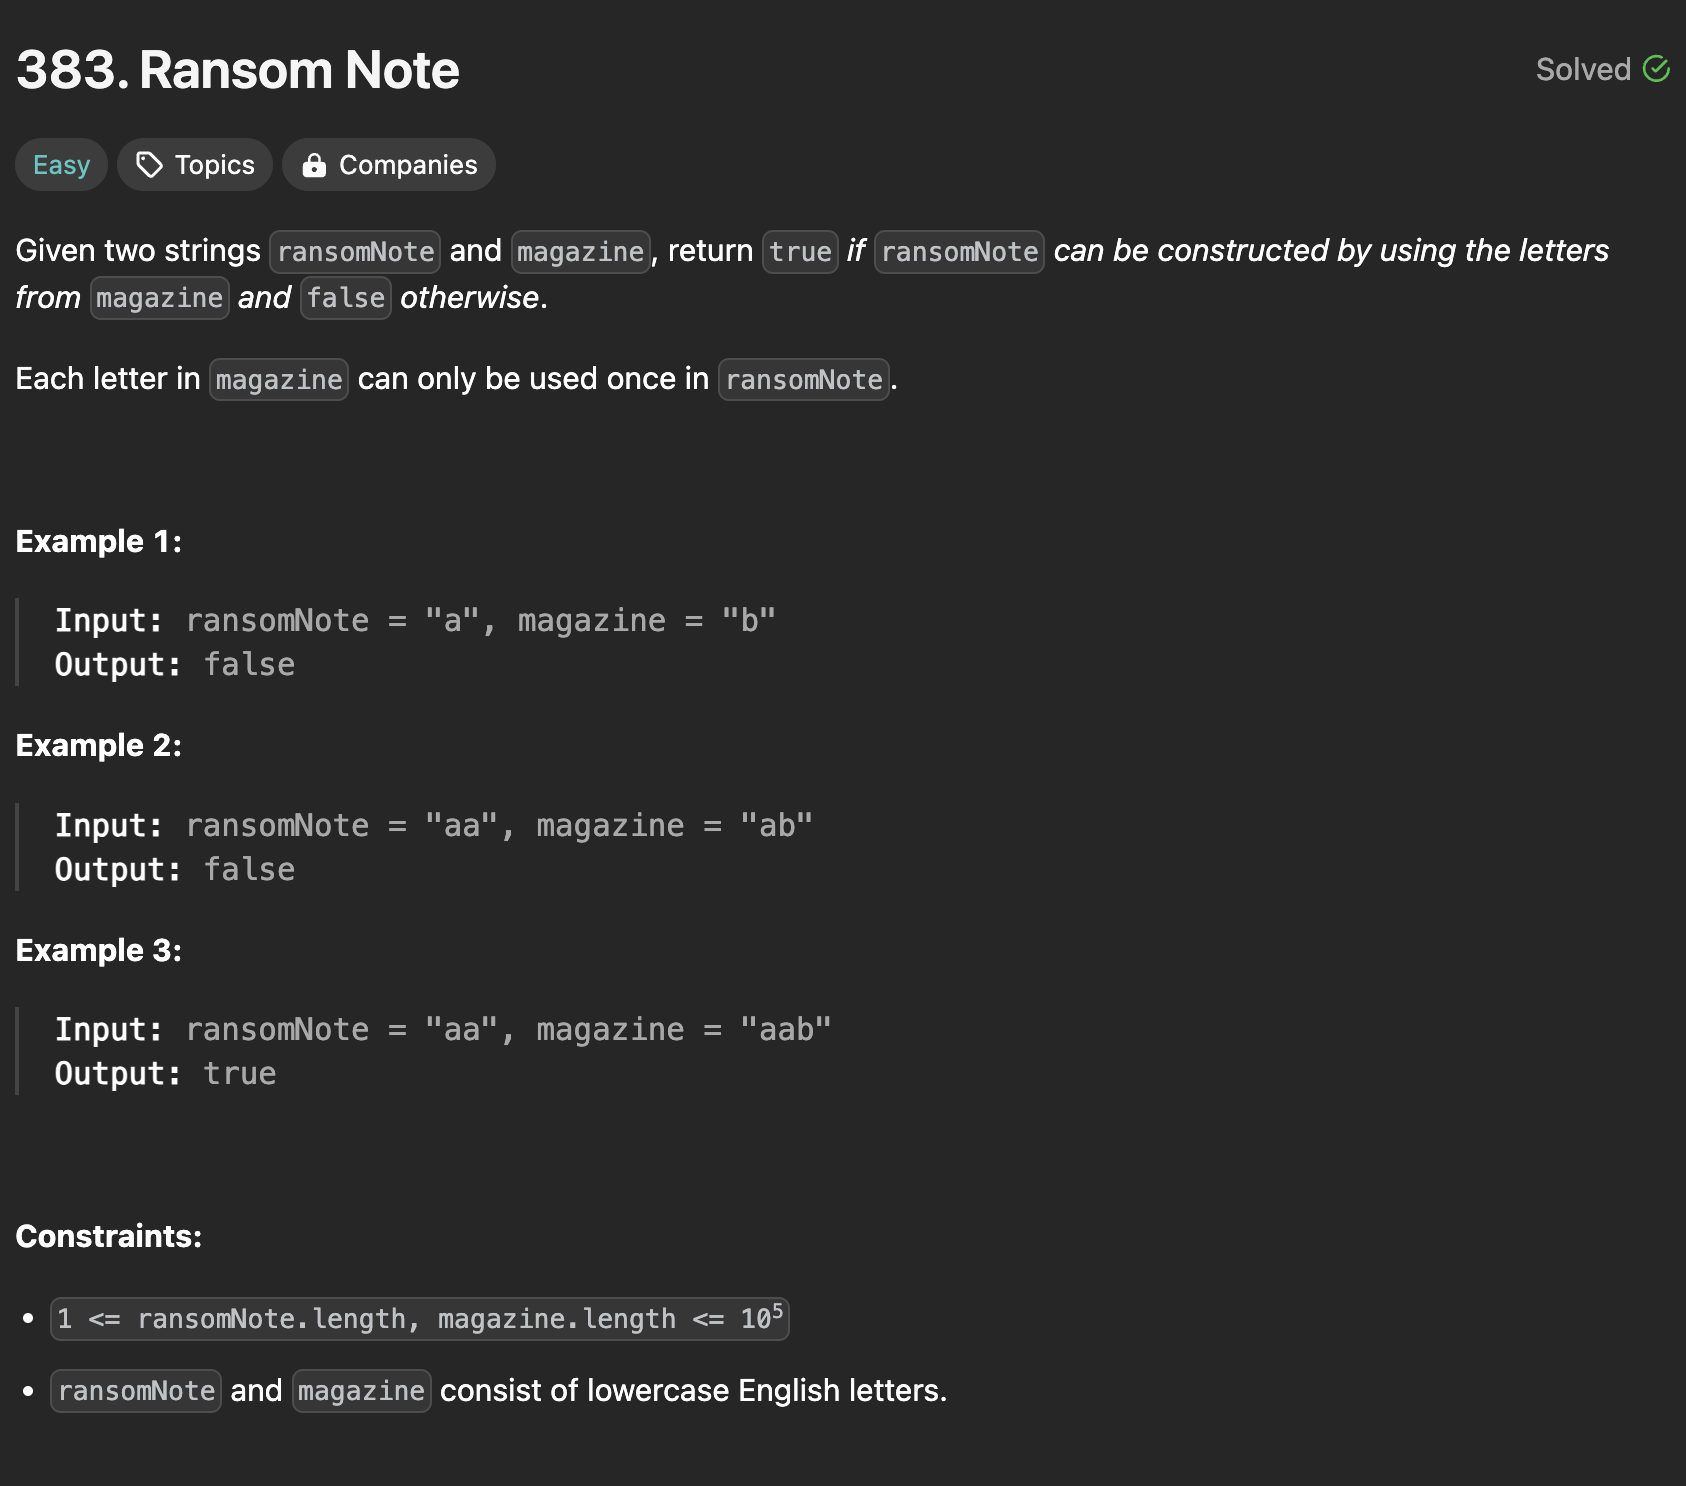 383. Ransom Note
Solved
Easy
Topics
Companies
Given two strings ransomNote and magazine, return true if ransomNote can be constructed by using the letters
from magazine and false otherwise.
Each letter in magazine can only be used once in ransomNote.
Example 1:
Input: ransomNote = "a", magazine = "b"
Output: false
Example 2:
Input: ransomNote = "aa", magazine = "ab"
Output: false
Example 3:
Input: ransomNote = "aa", magazine = "aab"
Output: true
Constraints:
• 1 <= ransomNote.length, magazine.length <= 10⁵
• ransomNote and magazine consist of lowercase English letters.